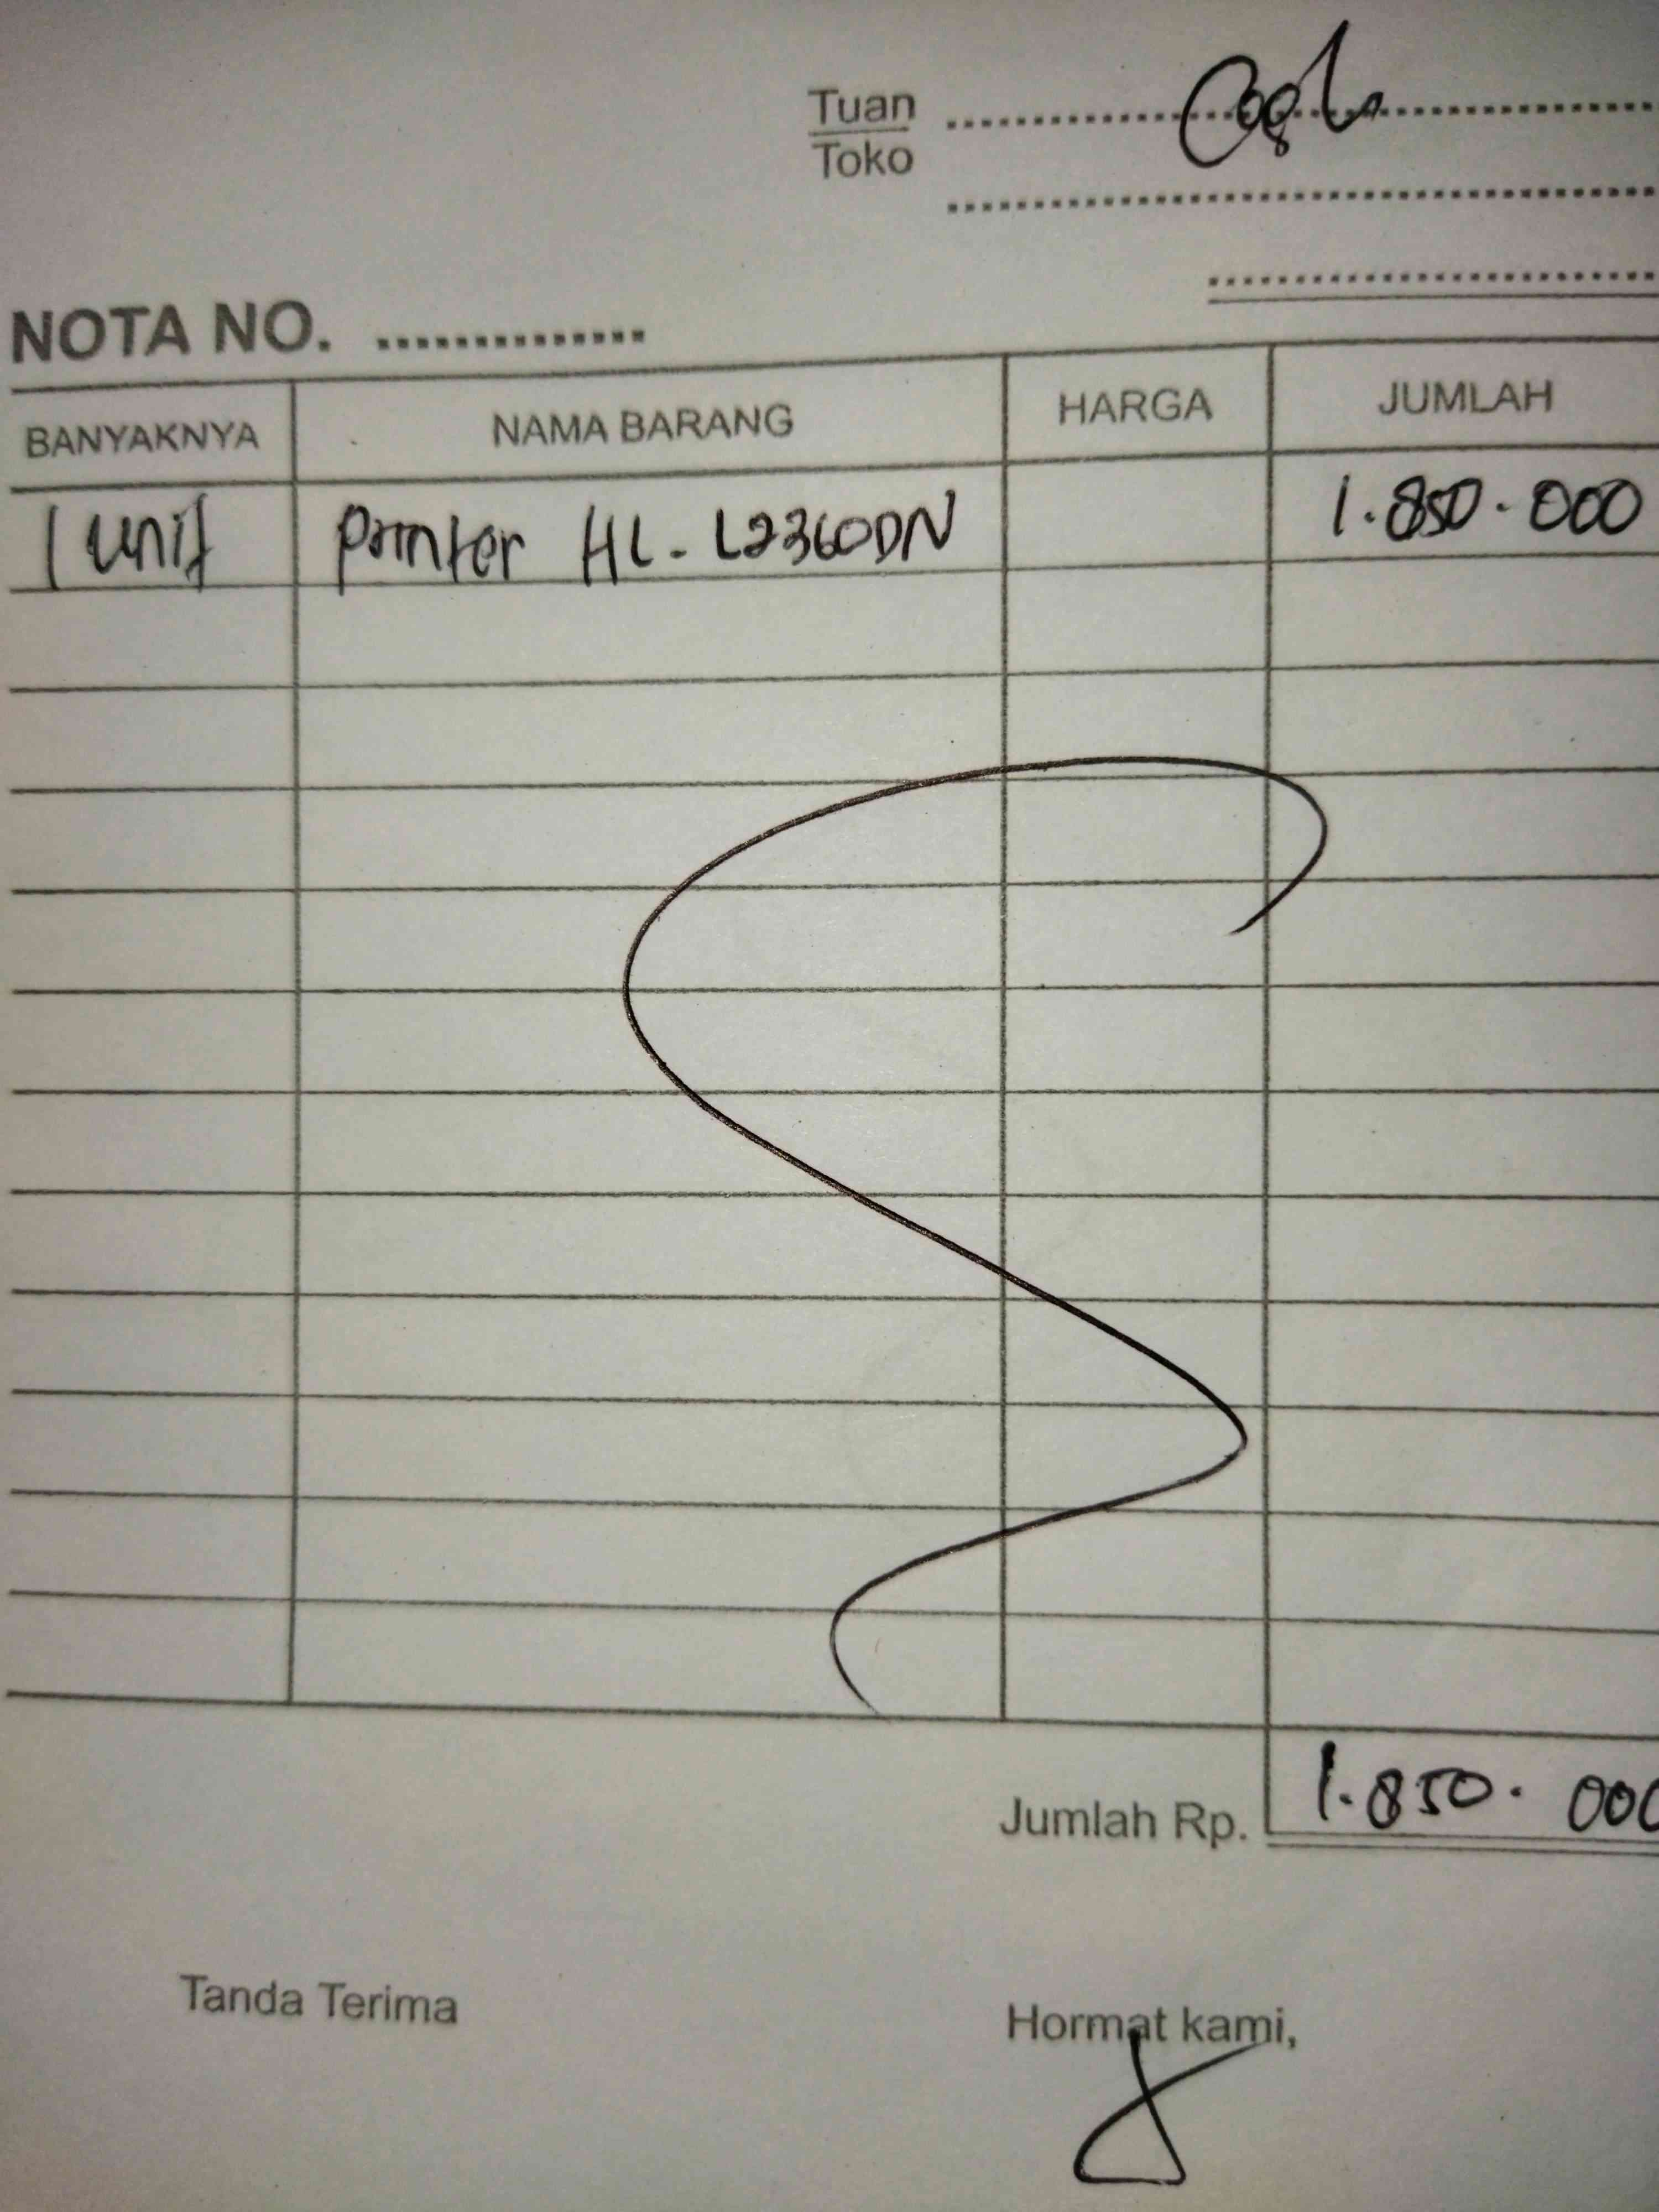 Tuan Cash
Toko
NOTA NO. ..............
BANYAKNYA NAMA BARANG HARGA JUMLAH
1 Unit Printer HL-L2360DN 1.850.000
Jumlah Rp. 1.850.000
Tanda Terima Hormat kami,